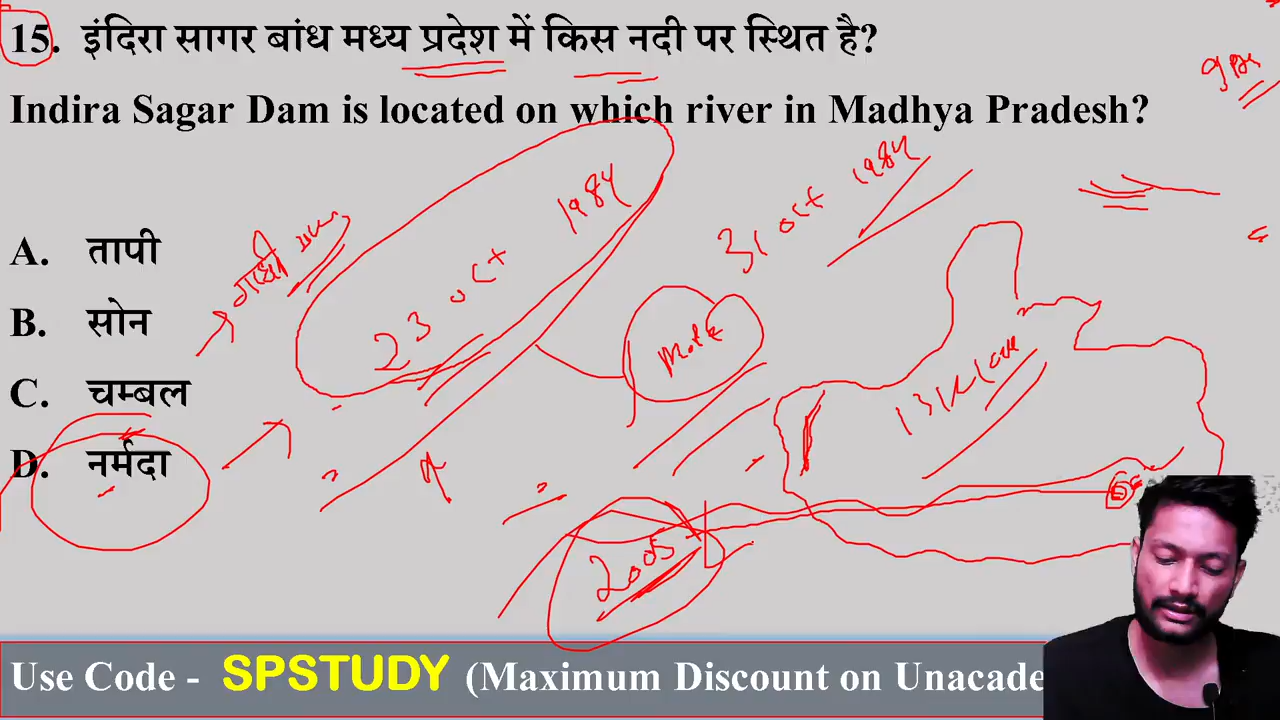 15. इंदिरा सागर बांध मध्य प्रदेश में किस नदी पर स्थित है?
Indira Sagar Dam is located on which river in Madhya Pradesh?
A. तापी
B. सोन
C. चम्बल
D. नर्मदा
23 oct 1984
31 oct 1984
2005
Use Code - SPSTUDY (Maximum Discount on Unacade